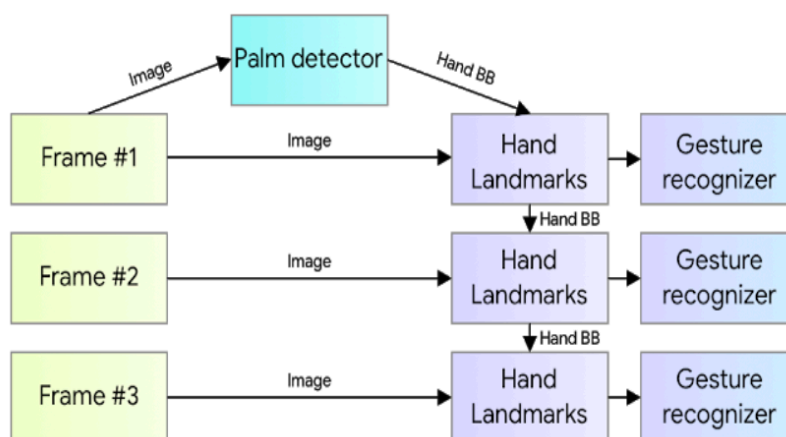 Palm detector
Image
Hand BB
Frame #1
Image
Hand
Landmarks
Gesture
recognizer
Hand BB
Frame #2
Image
Hand
Landmarks
Gesture
recognizer
Hand BB
Frame #3
Image
Hand
Landmarks
Gesture
recognizer